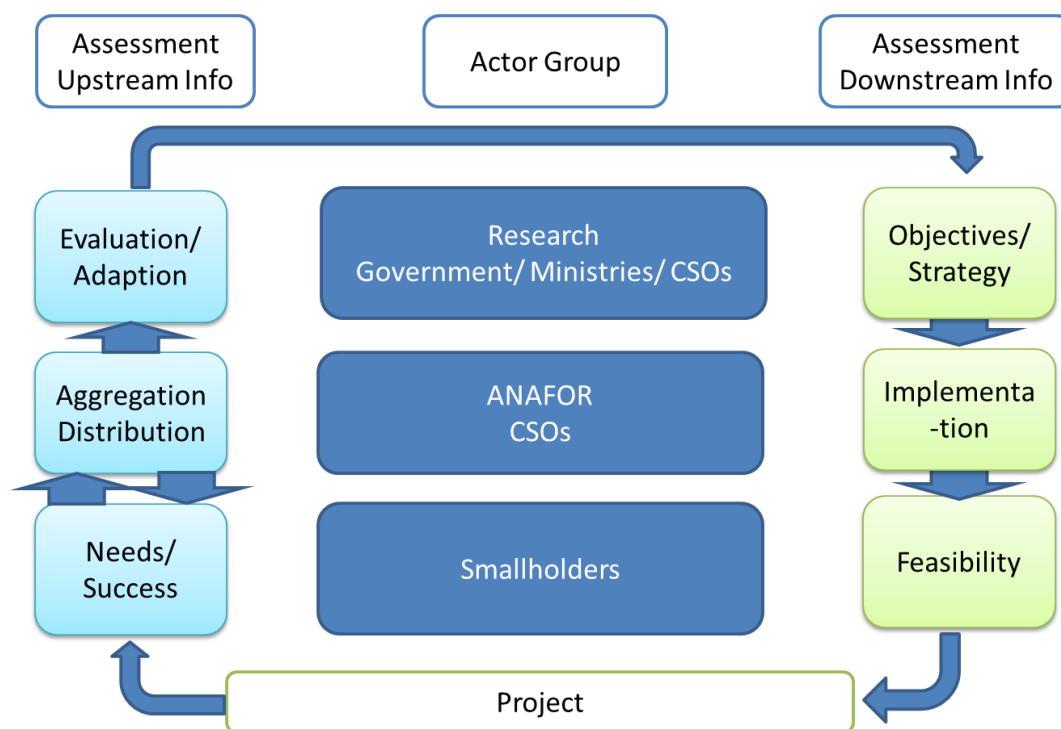 Assessment
Upstream Info
Actor Group
Assessment
Downstream Info
Evaluation/
Adaption
Research
Government/ Ministries/ CSOs
Objectives/
Strategy
Aggregation
Distribution
ANAFOR
CSOs
Implementa
-tion
Needs/
Success
Smallholders
Feasibility
Project